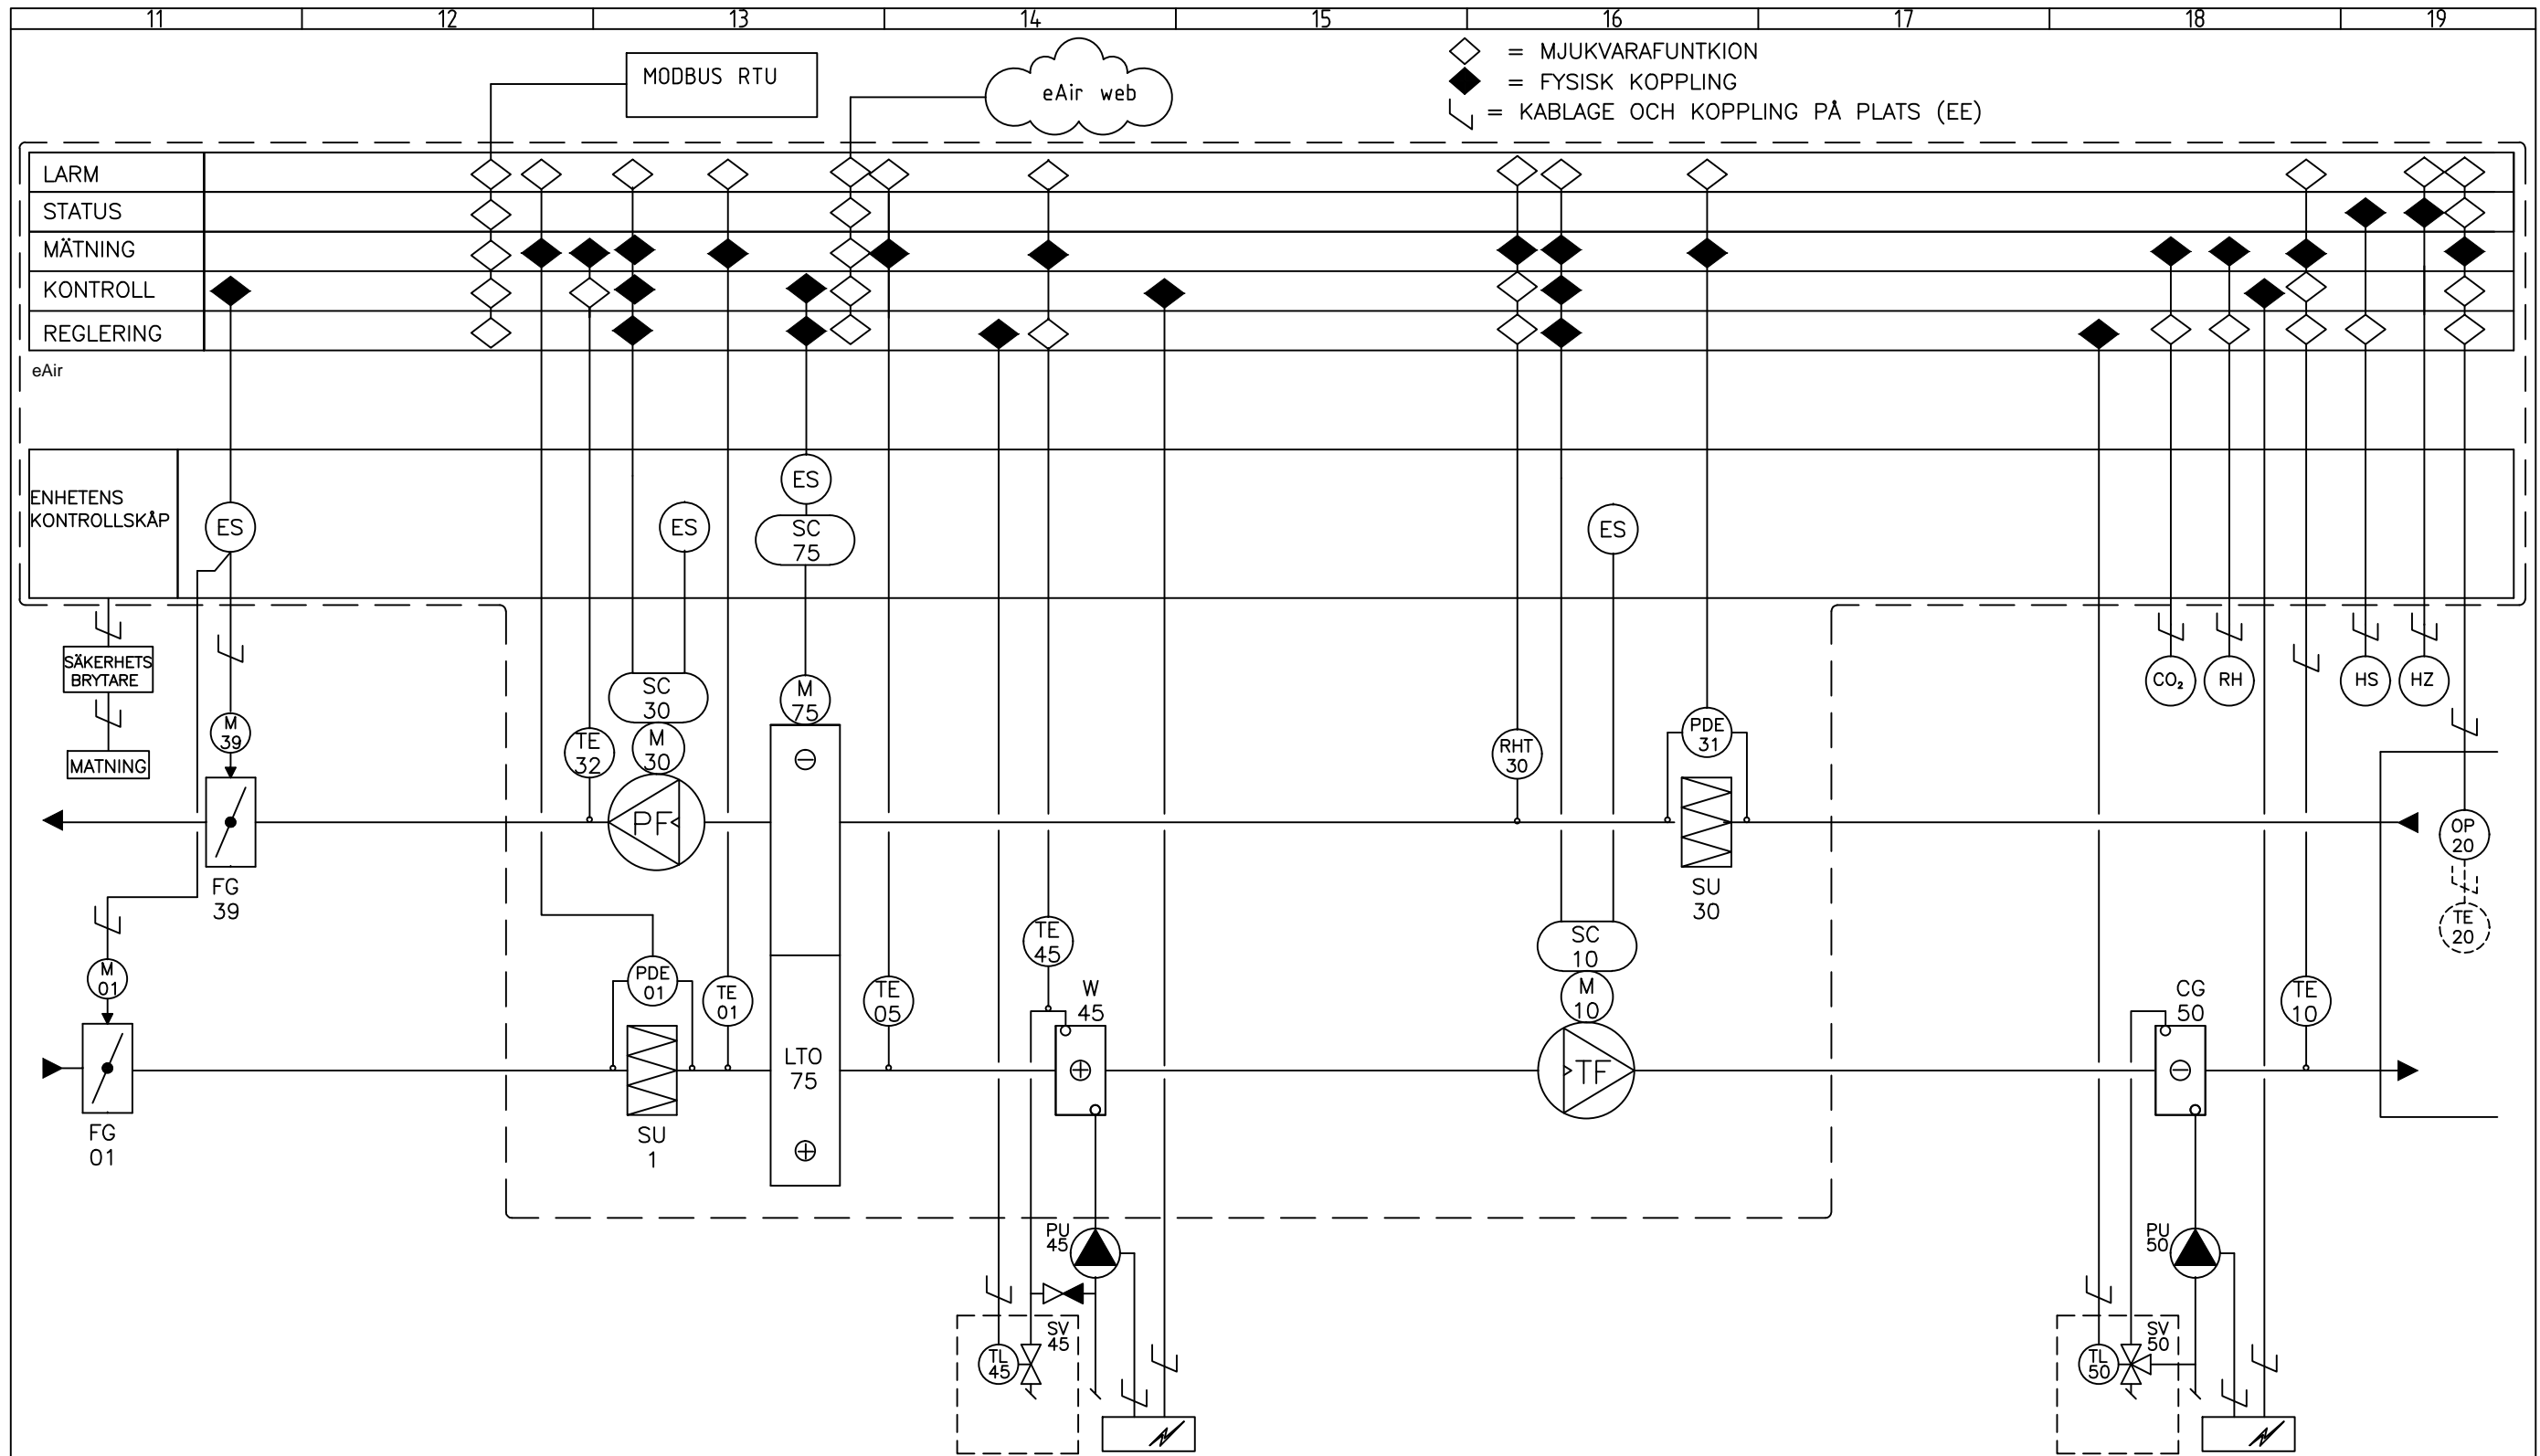 11 12 13 14 15 16 17 18 19
MODBUS RTU
eAir web
= MJUKVARAFUNTKION
= FYSISK KOPPLING
= KABLAGE OCH KOPPLING PÅ PLATS (EE)
LARM
STATUS
MÄTNING
KONTROLL
REGLERING
eAir
ENHETENS
KONTROLLSKÅP
ES
ES
ES
SC
75
ES
SÄKERHETS
BRYTARE
MATNING
M
39
TE
32
SC
30
M
30
PF
M
75
RHT
30
PDE
31
CO₂
RH
HS
HZ
FG
39
SU
30
OP
20
TE
20
M
01
FG
01
PDE
01
SU
1
TE
01
LTO
75
TE
05
TE
45
W
45
SC
10
M
10
TF
CG
50
TE
10
PU
45
SV
45
TL
45
PU
50
SV
50
TL
50